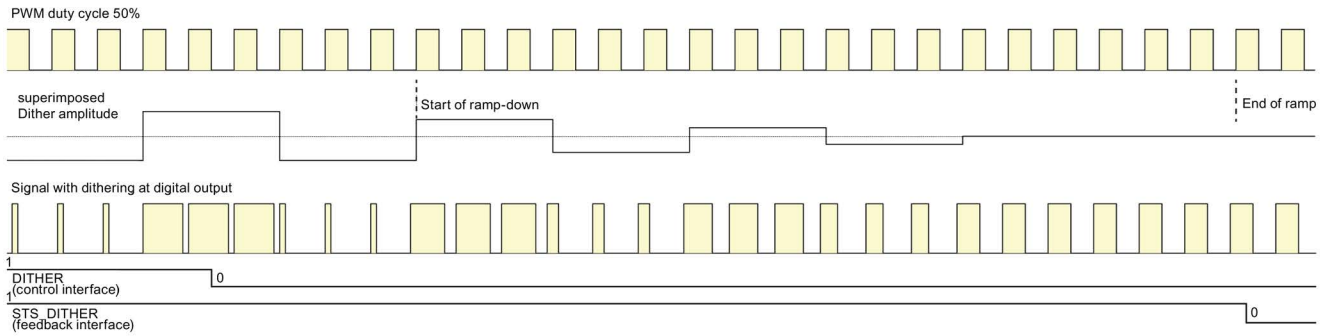 PWM duty cycle 50%
superimposed
Dither amplitude
Start of ramp-down
End of ramp
Signal with dithering at digital output
1
DITHER
(control interface)
0
1
STS_DITHER
(feedback interface)
0